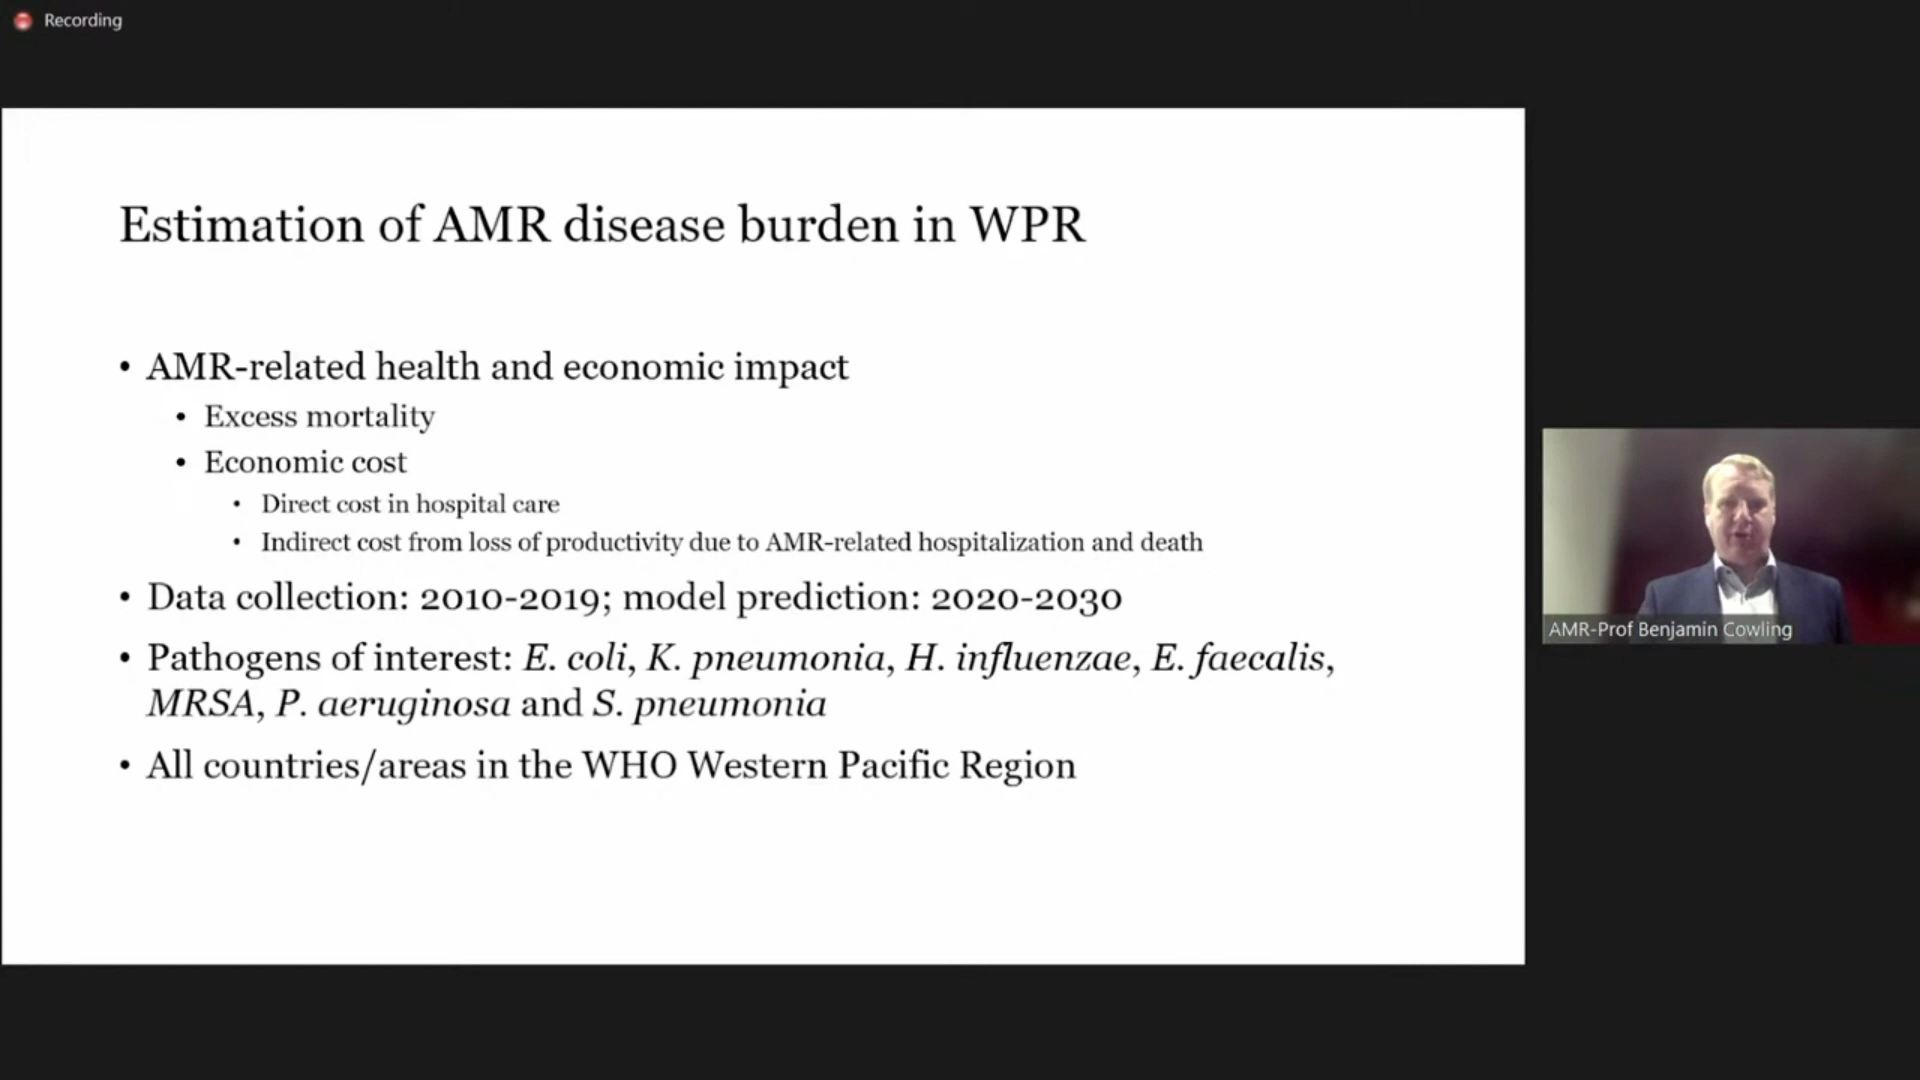 Recording
Estimation of AMR disease burden in WPR
• AMR-related health and economic impact
• Excess mortality
• Economic cost
• Direct cost in hospital care
• Indirect cost from loss of productivity due to AMR-related hospitalization and death
• Data collection: 2010-2019; model prediction: 2020-2030
• Pathogens of interest: E. coli, K. pneumonia, H. influenzae, E. faecalis,
MRSA, P. aeruginosa and S. pneumonia
• All countries/areas in the WHO Western Pacific Region
AMR-Prof Benjamin Cowling